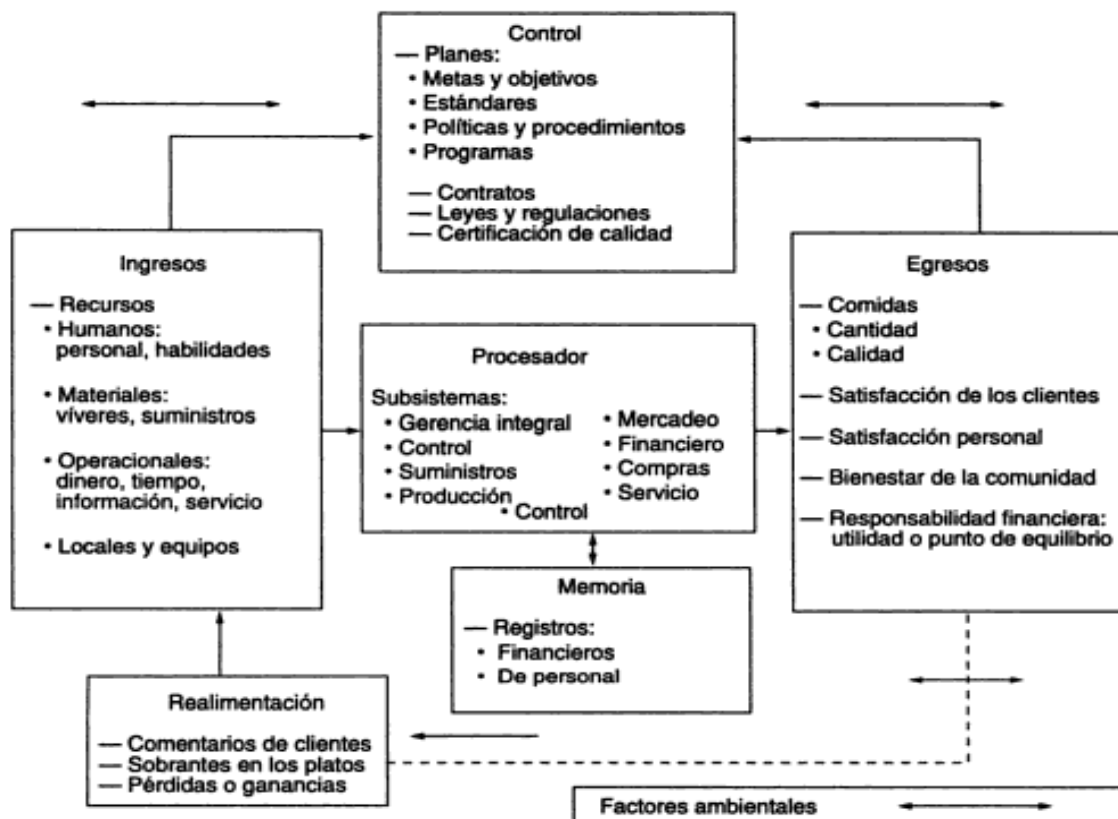 Control
— Planes:
• Metas y objetivos
• Estándares
• Políticas y procedimientos
• Programas
— Contratos
— Leyes y regulaciones
— Certificación de calidad
Ingresos
— Recursos
• Humanos:
personal, habilidades
• Materiales:
víveres, suministros
• Operacionales:
dinero, tiempo,
información, servicio
• Locales y equipos
Procesador
Subsistemas:
• Gerencia integral
• Control
• Suministros
• Producción
• Mercadeo
• Financiero
• Compras
• Servicio
• Control
Egresos
— Comidas
• Cantidad
• Calidad
— Satisfacción de los clientes
— Satisfacción personal
— Bienestar de la comunidad
— Responsabilidad financiera:
utilidad o punto de equilibrio
Memoria
— Registros:
• Financieros
• De personal
Realimentación
— Comentarios de clientes
— Sobrantes en los platos
— Pérdidas o ganancias
Factores ambientales